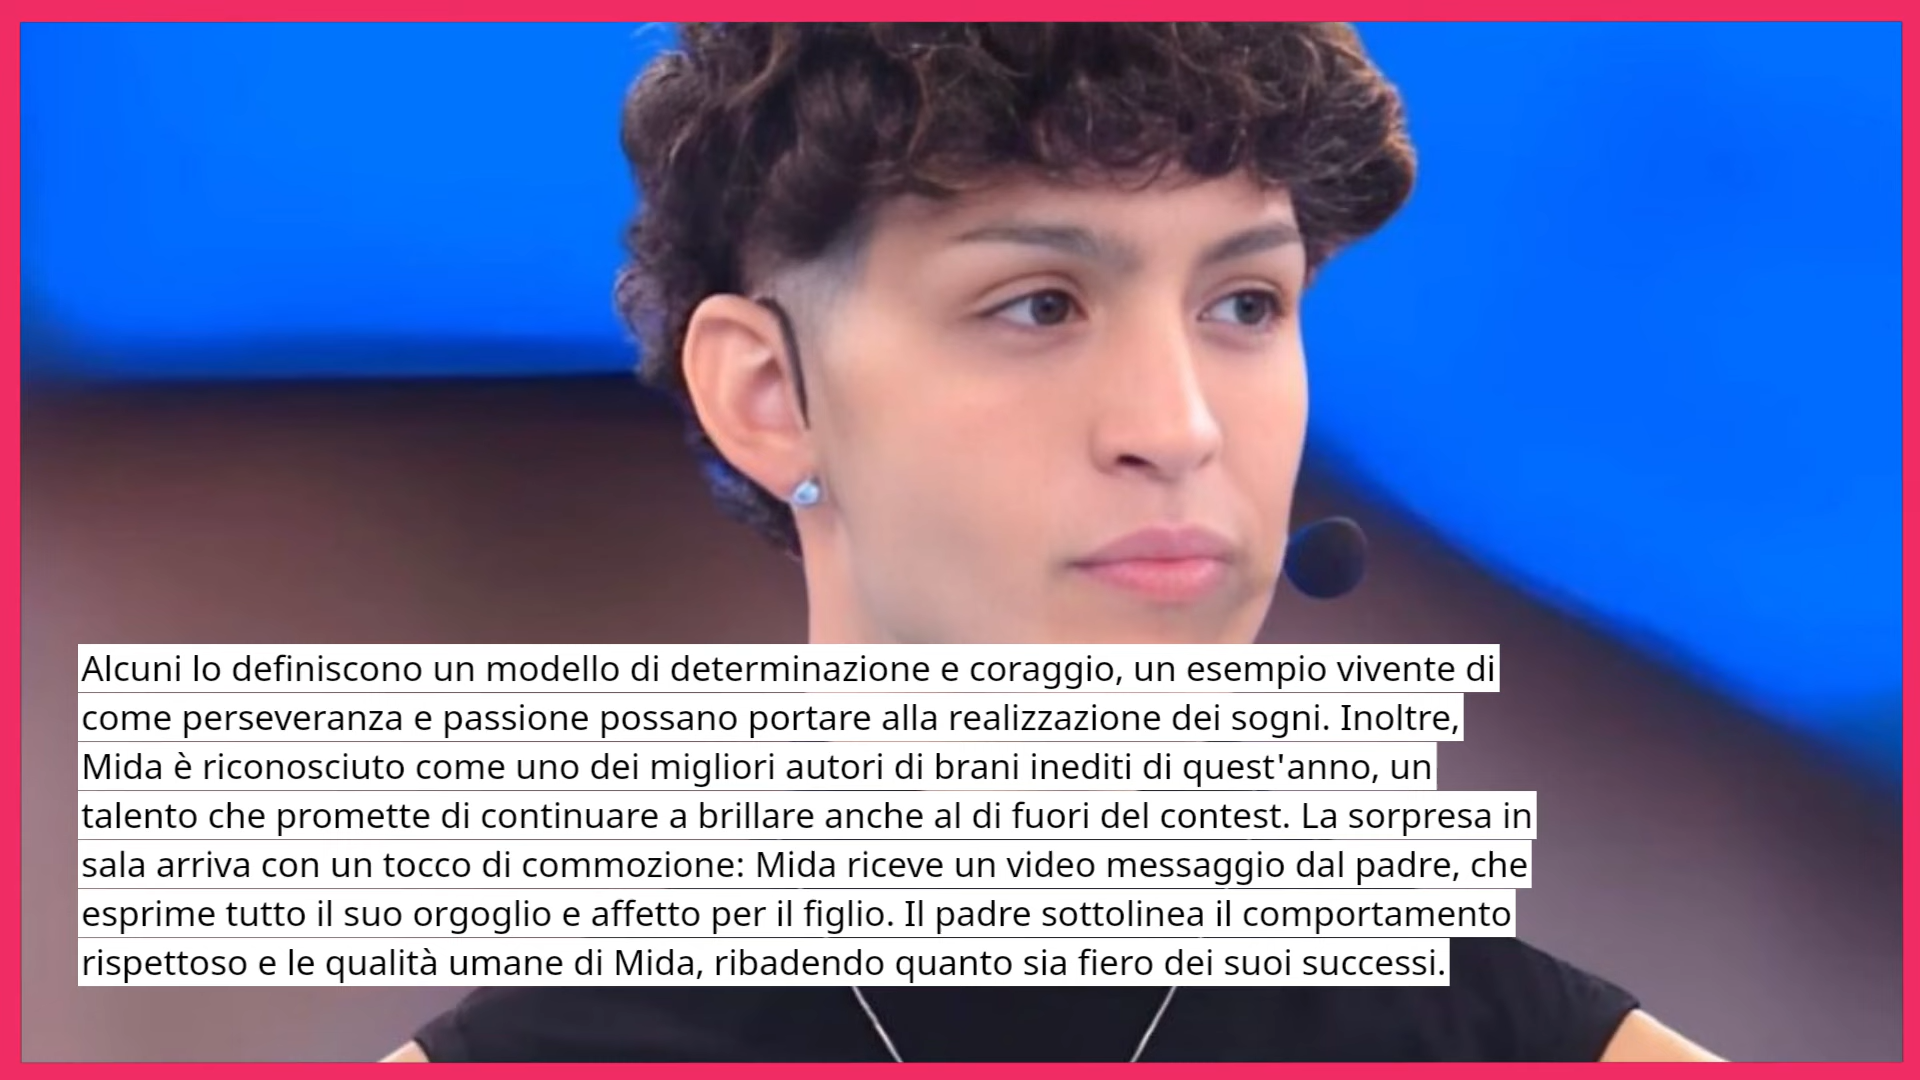 Alcuni lo definiscono un modello di determinazione e coraggio, un esempio vivente di
come perseveranza e passione possano portare alla realizzazione dei sogni. Inoltre,
Mida è riconosciuto come uno dei migliori autori di brani inediti di quest'anno, un
talento che promette di continuare a brillare anche al di fuori del contest. La sorpresa in
sala arriva con un tocco di commozione: Mida riceve un video messaggio dal padre, che
esprime tutto il suo orgoglio e affetto per il figlio. Il padre sottolinea il comportamento
rispettoso e le qualità umane di Mida, ribadendo quanto sia fiero dei suoi successi.